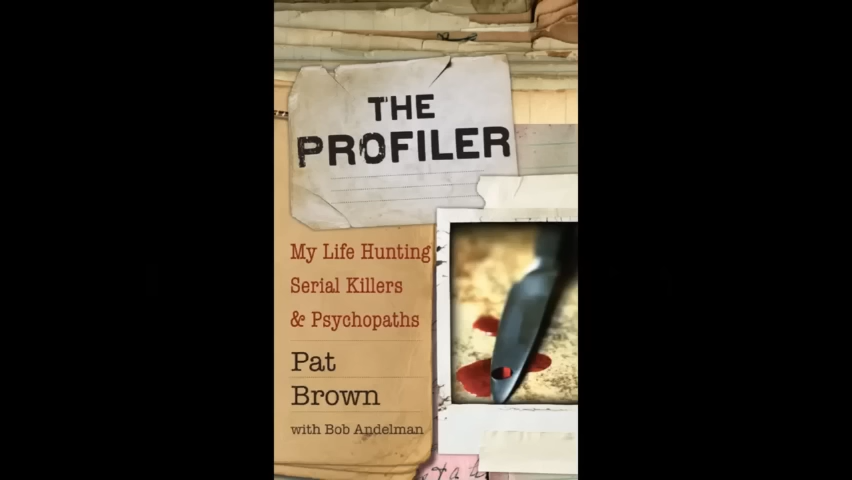 THE
PROFILER
My Life Hunting
Serial Killers
& Psychopaths
Pat
Brown
with Bob Andelman